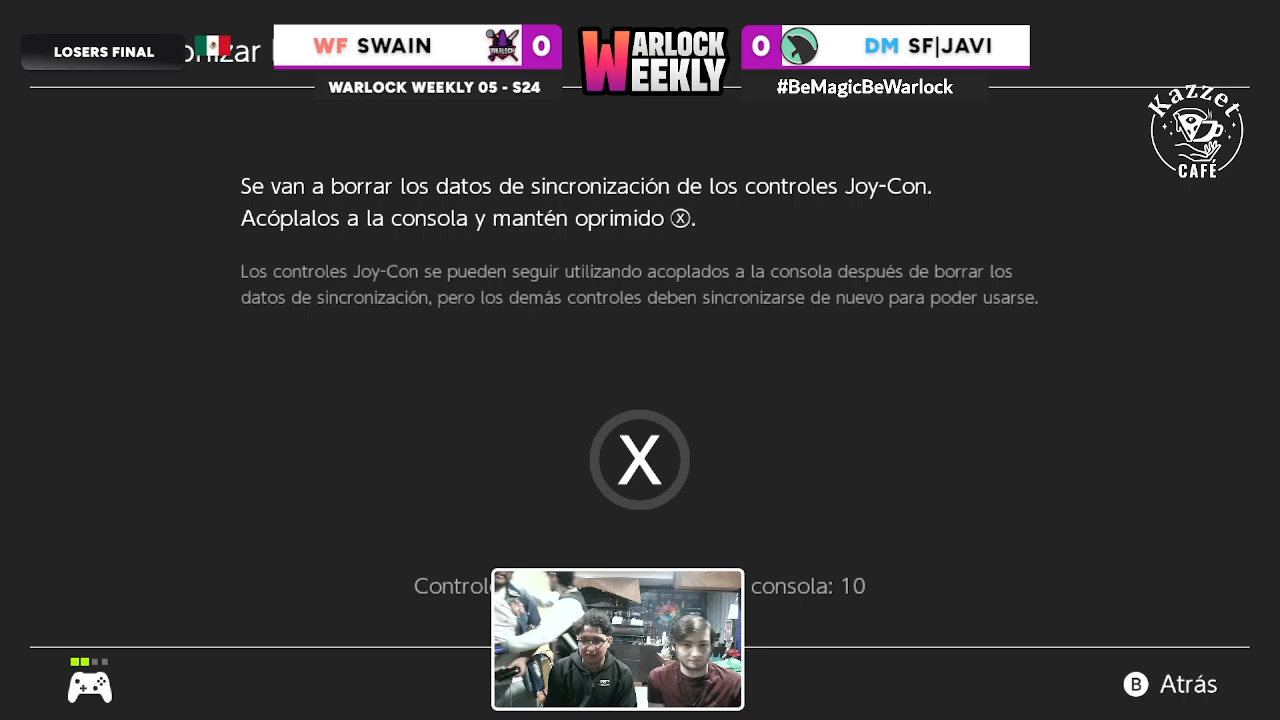 LOSERS FINAL
onizar
WF SWAIN
0
WARLOCK WEEKLY
0
DM SF|JAVI
WARLOCK WEEKLY 05 - S24
#BeMagicBeWarlock
Kazzet
CAFÉ
Se van a borrar los datos de sincronización de los controles Joy-Con.
Acóplalos a la consola y mantén oprimido Ⓧ.
Los controles Joy-Con se pueden seguir utilizando acoplados a la consola después de borrar los
datos de sincronización, pero los demás controles deben sincronizarse de nuevo para poder usarse.
X
Control consola: 10
B Atrás